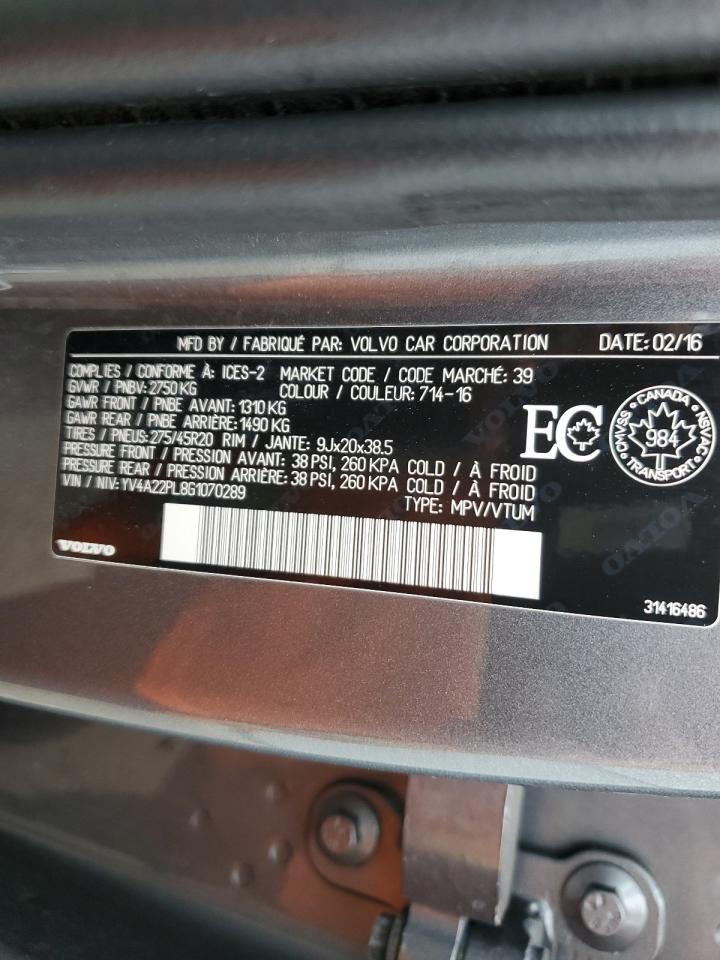 MFD BY / FABRIQUÉ PAR: VOLVO CAR CORPORATION DATE: 02/16
COMPLIES / CONFORME À: ICES-2 MARKET CODE / CODE MARCHÉ: 39
GVWR / PNBV: 2750 KG COLOUR / COULEUR: 714-16
GAWR FRONT / PNBE AVANT: 1310 KG
GAWR REAR / PNBE ARRIÈRE: 1490 KG
TIRES / PNEUS: 275/45R20 RIM / JANTE: 9Jx20x38.5
PRESSURE FRONT / PRESSION AVANT: 38 PSI, 260 KPA COLD / À FROID
PRESSURE REAR / PRESSION ARRIÈRE: 38 PSI, 260 KPA COLD / À FROID
VIN / NIV: YV4A22PL8G1070289 TYPE: MPV/VTUM
EC
CANADA
MVSS · NSVAC
984
TRANSPORT
VOLVO
31416486